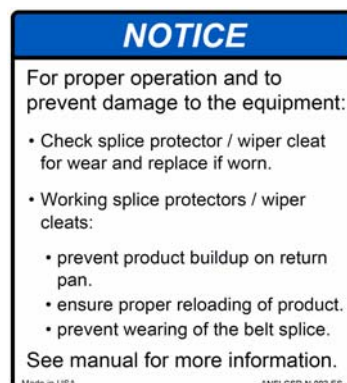 NOTICE
For proper operation and to
prevent damage to the equipment:
• Check splice protector / wiper cleat
for wear and replace if worn.
• Working splice protectors / wiper
cleats:
• prevent product buildup on return
pan.
• ensure proper reloading of product.
• prevent wearing of the belt splice.
See manual for more information.
Made in USA